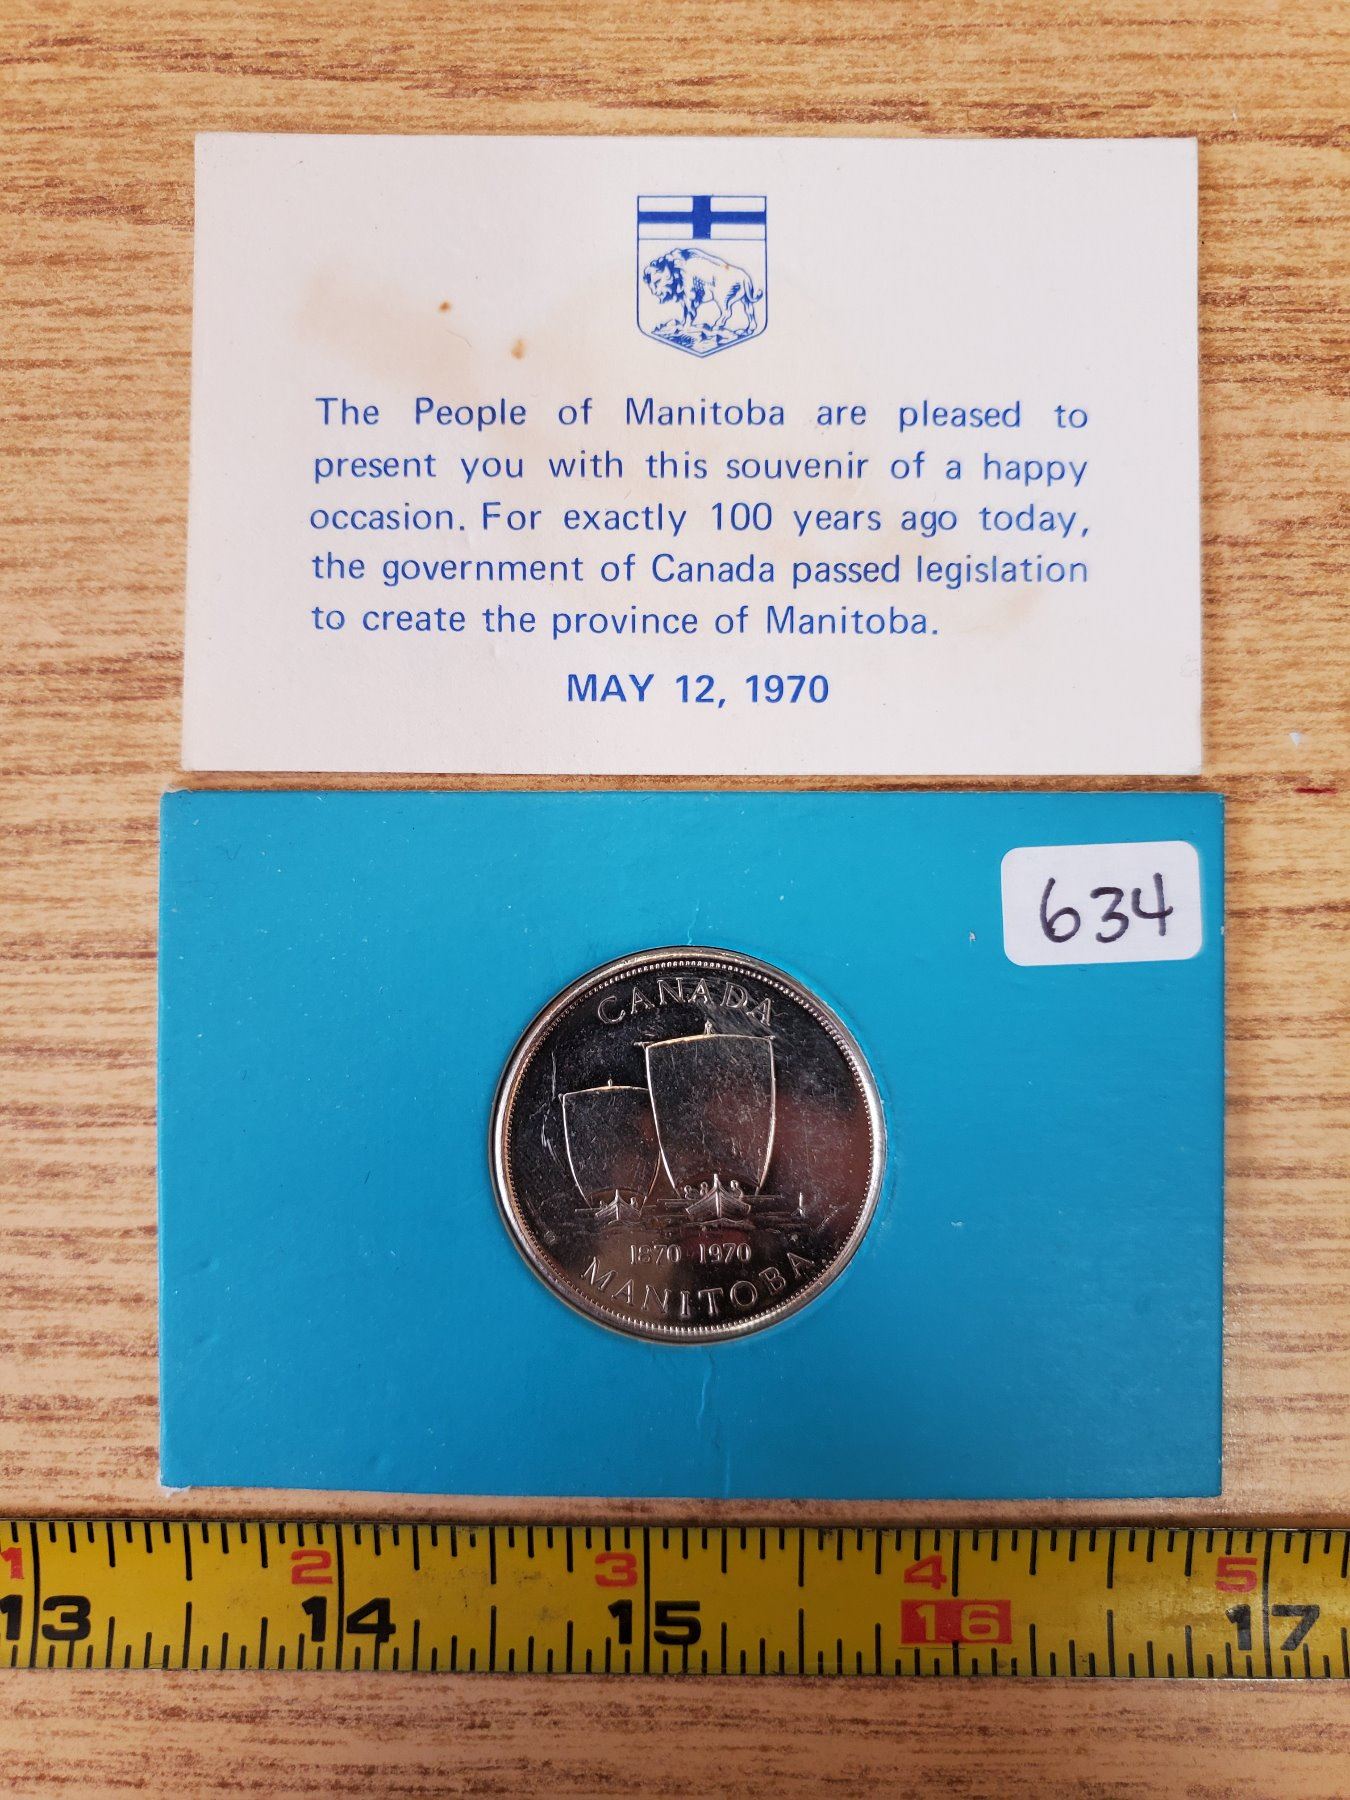 The People of Manitoba are pleased to
present you with this souvenir of a happy
occasion. For exactly 100 years ago today,
the government of Canada passed legislation
to create the province of Manitoba.
MAY 12, 1970
634
CANADA
1870 1970
MANITOBA
1 2 3 4 5
13 14 15 16 17